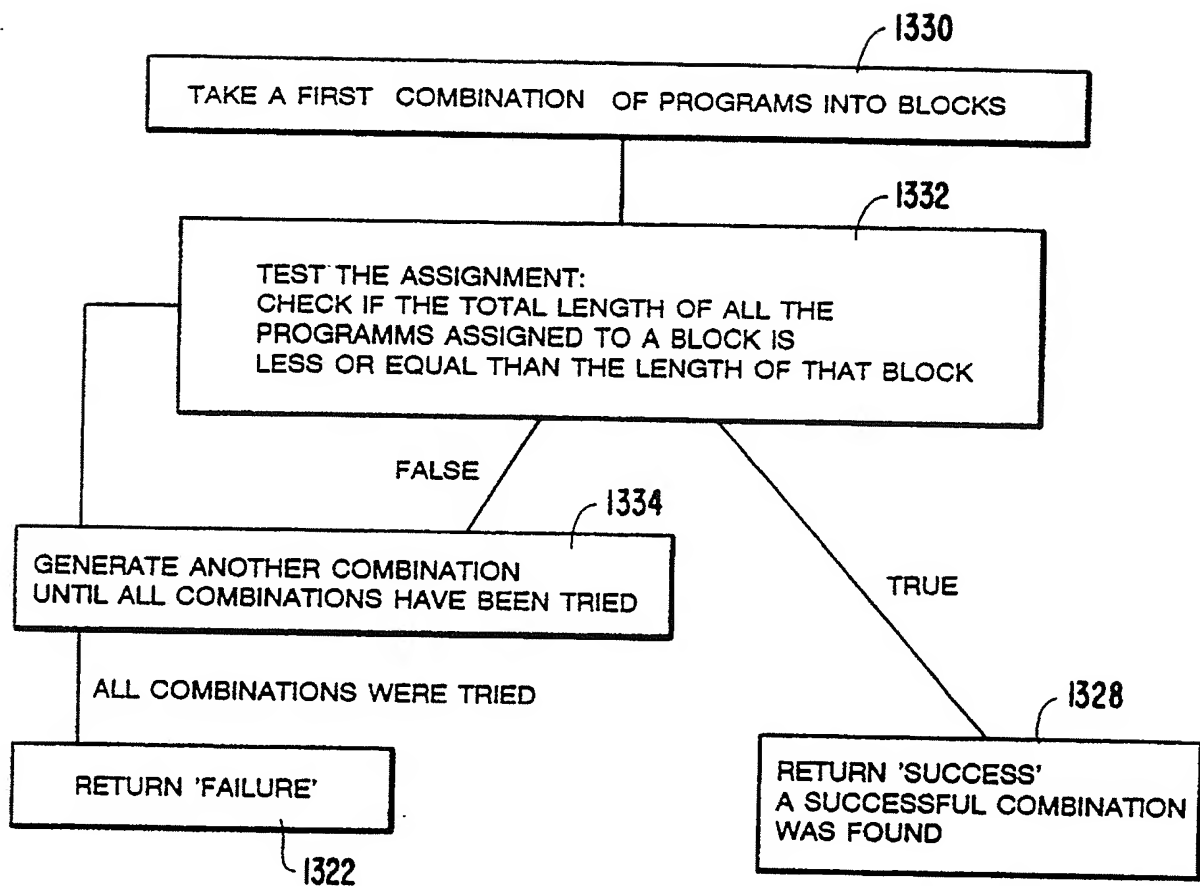 1330
TAKE A FIRST COMBINATION OF PROGRAMS INTO BLOCKS
1332
TEST THE ASSIGNMENT:
CHECK IF THE TOTAL LENGTH OF ALL THE
PROGRAMMS ASSIGNED TO A BLOCK IS
LESS OR EQUAL THAN THE LENGTH OF THAT BLOCK
FALSE
1334
GENERATE ANOTHER COMBINATION
UNTIL ALL COMBINATIONS HAVE BEEN TRIED
TRUE
ALL COMBINATIONS WERE TRIED
1328
RETURN 'FAILURE'
RETURN 'SUCCESS'
A SUCCESSFUL COMBINATION
WAS FOUND
1322